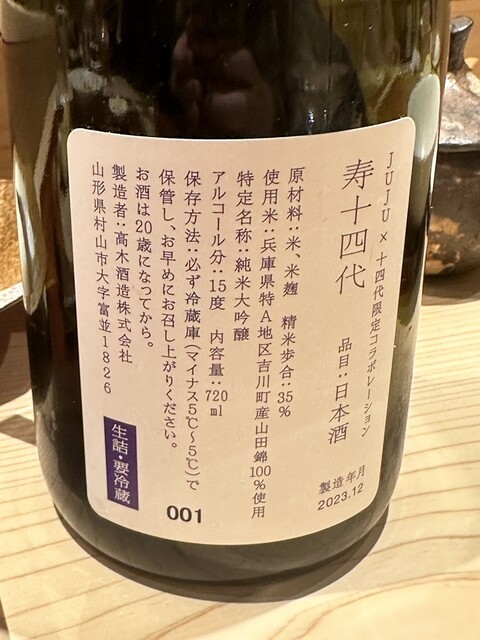 JUJU×十四代限定コラボレーション
寿十四代
品目：日本酒
製造年月
2023.12
原材料：米、米麹　精米歩合：35%
使用米：兵庫県特A地区吉川町産山田錦100%使用
特定名称：純米大吟醸
アルコール分：15度　内容量：720ml
保存方法：必ず冷蔵庫(マイナス5℃～5℃)で
保管し、お早めにお召し上がりください。
お酒は20歳になってから。
製造者：高木酒造株式会社
山形県村山市大字富並1826
生詰・要冷蔵
001